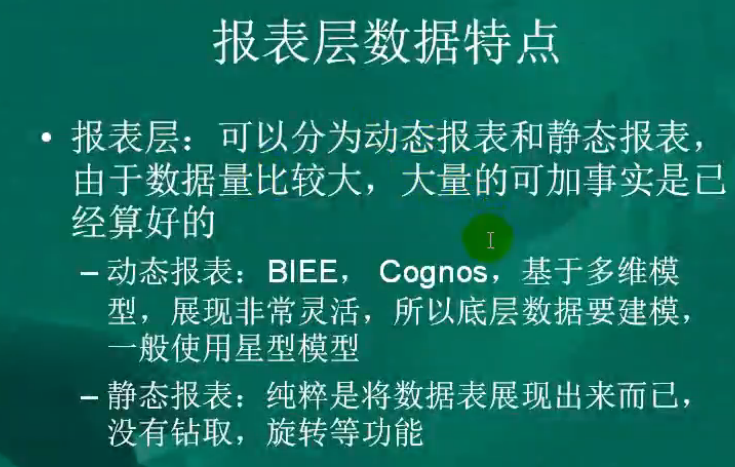 报表层数据特点
• 报表层：可以分为动态报表和静态报表，
由于数据量比较大，大量的可加事实是已
经算好的
– 动态报表：BIEE， Cognos，基于多维模
型，展现非常灵活，所以底层数据要建模，
一般使用星型模型
– 静态报表：纯粹是将数据表展现出来而已，
没有钻取，旋转等功能